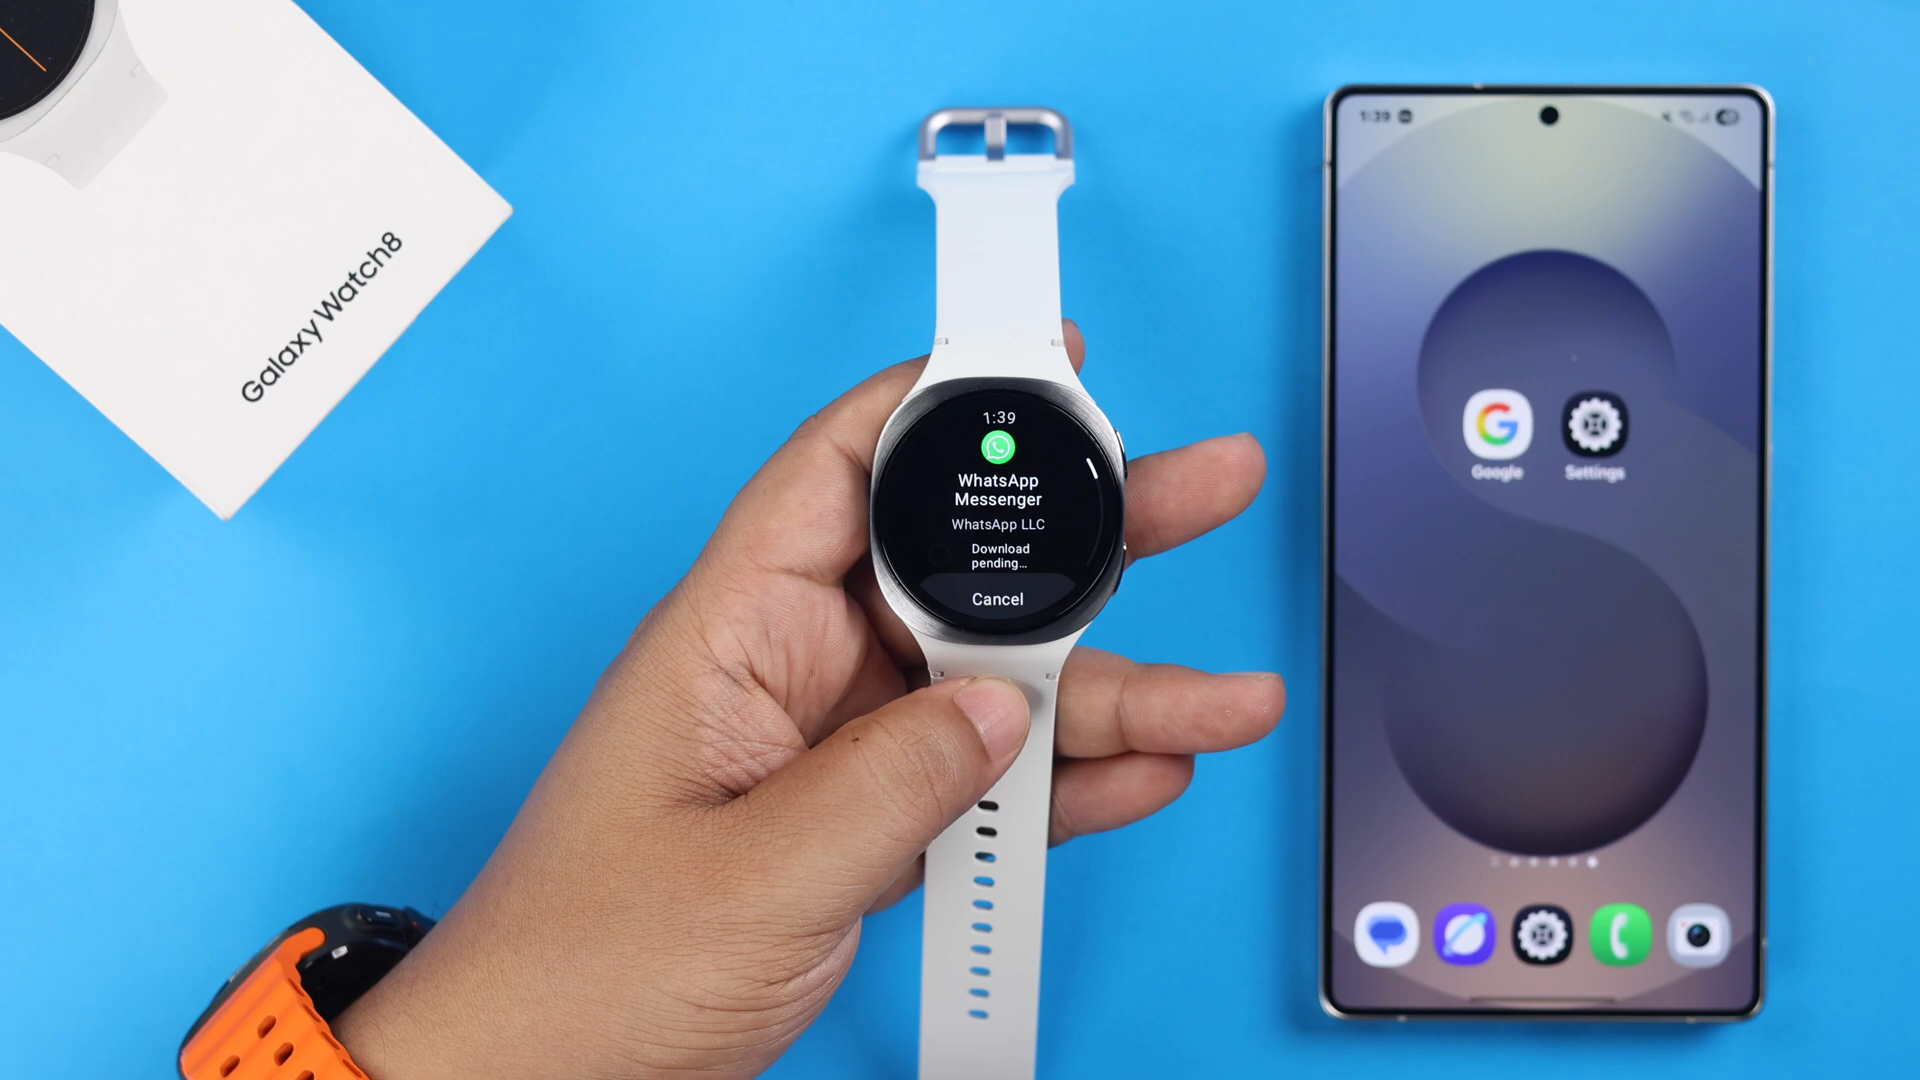 Galaxy Watch8
1:39
WhatsApp
Messenger
WhatsApp LLC
Download
pending...
Cancel
1:39
Google
Settings